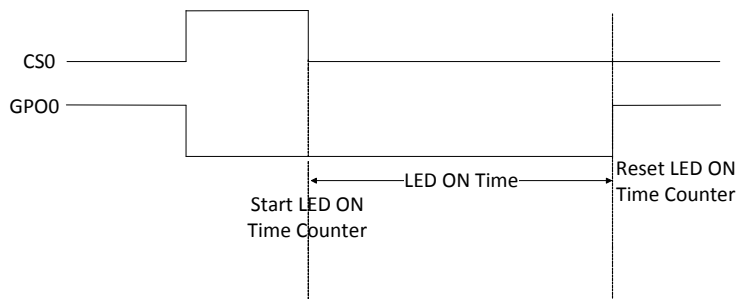 CS0
GPO0
LED ON Time
Reset LED ON
Time Counter
Start LED ON
Time Counter